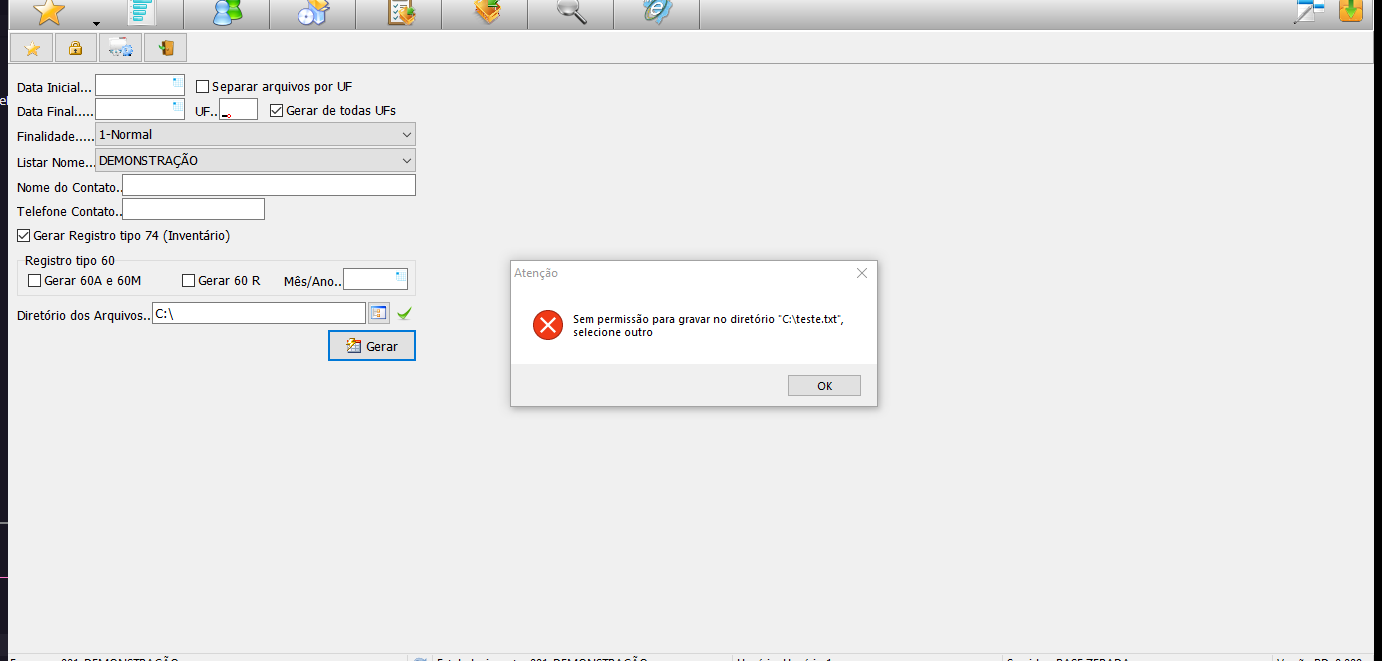 Data Inicial...
Separar arquivos por UF
Data Final.....
UF..
Gerar de todas UFs
Finalidade.....
1-Normal
Listar Nome...
DEMONSTRAÇÃO
Nome do Contato..
Telefone Contato..
Gerar Registro tipo 74 (Inventário)
Registro tipo 60
Gerar 60A e 60M
Gerar 60 R
Mês/Ano..
Diretório dos Arquivos..
C:\
Gerar
Atenção
Sem permissão para gravar no diretório "C:\teste.txt",
selecione outro
OK